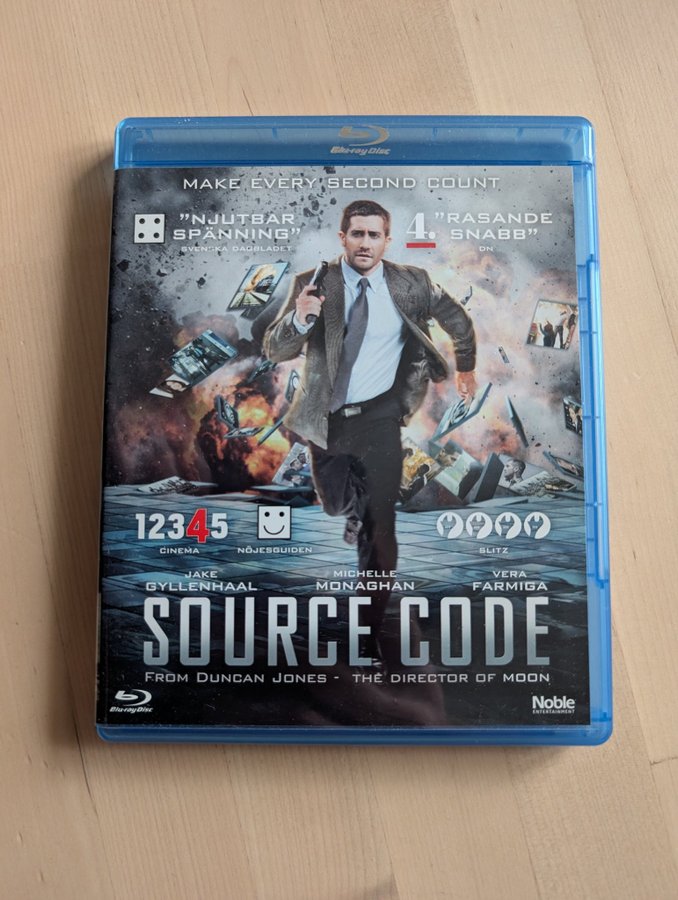 Blu-ray Disc
MAKE EVERY SECOND COUNT
"NJUTBAR
SPÄNNING"
SVENSKA DAGBLADET
4.
"RASANDE
SNABB"
DN
12345
CINEMA
NÖJESGUIDEN
SLITZ
JAKE
GYLLENHAAL
MICHELLE
MONAGHAN
VERA
FARMIGA
SOURCE CODE
FROM DUNCAN JONES - THE DIRECTOR OF MOON
Blu-ray Disc
Noble
ENTERTAINMENT